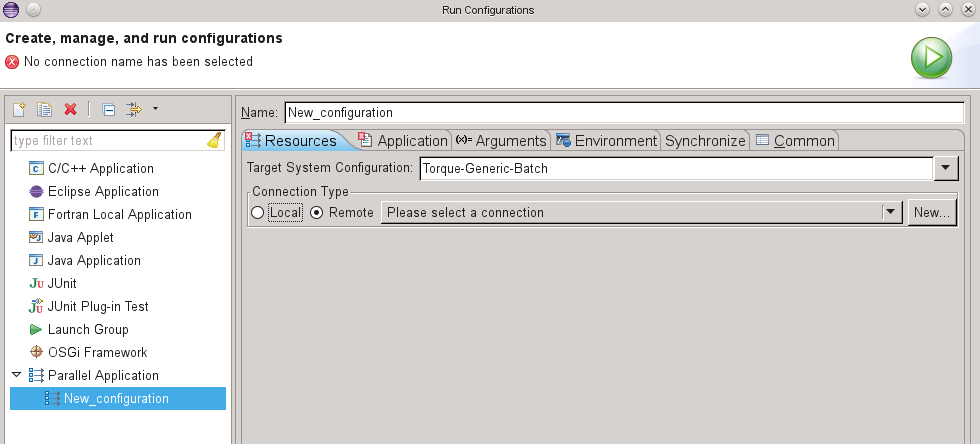 Run Configurations
Create, manage, and run configurations
No connection name has been selected
type filter text
C/C++ Application
Eclipse Application
Fortran Local Application
Java Applet
Java Application
JUnit
JUnit Plug-in Test
Launch Group
OSGi Framework
Parallel Application
New_configuration
Name: New_configuration
Resources Application (x)= Arguments Environment Synchronize Common
Target System Configuration: Torque-Generic-Batch
Connection Type
Local Remote Please select a connection New...